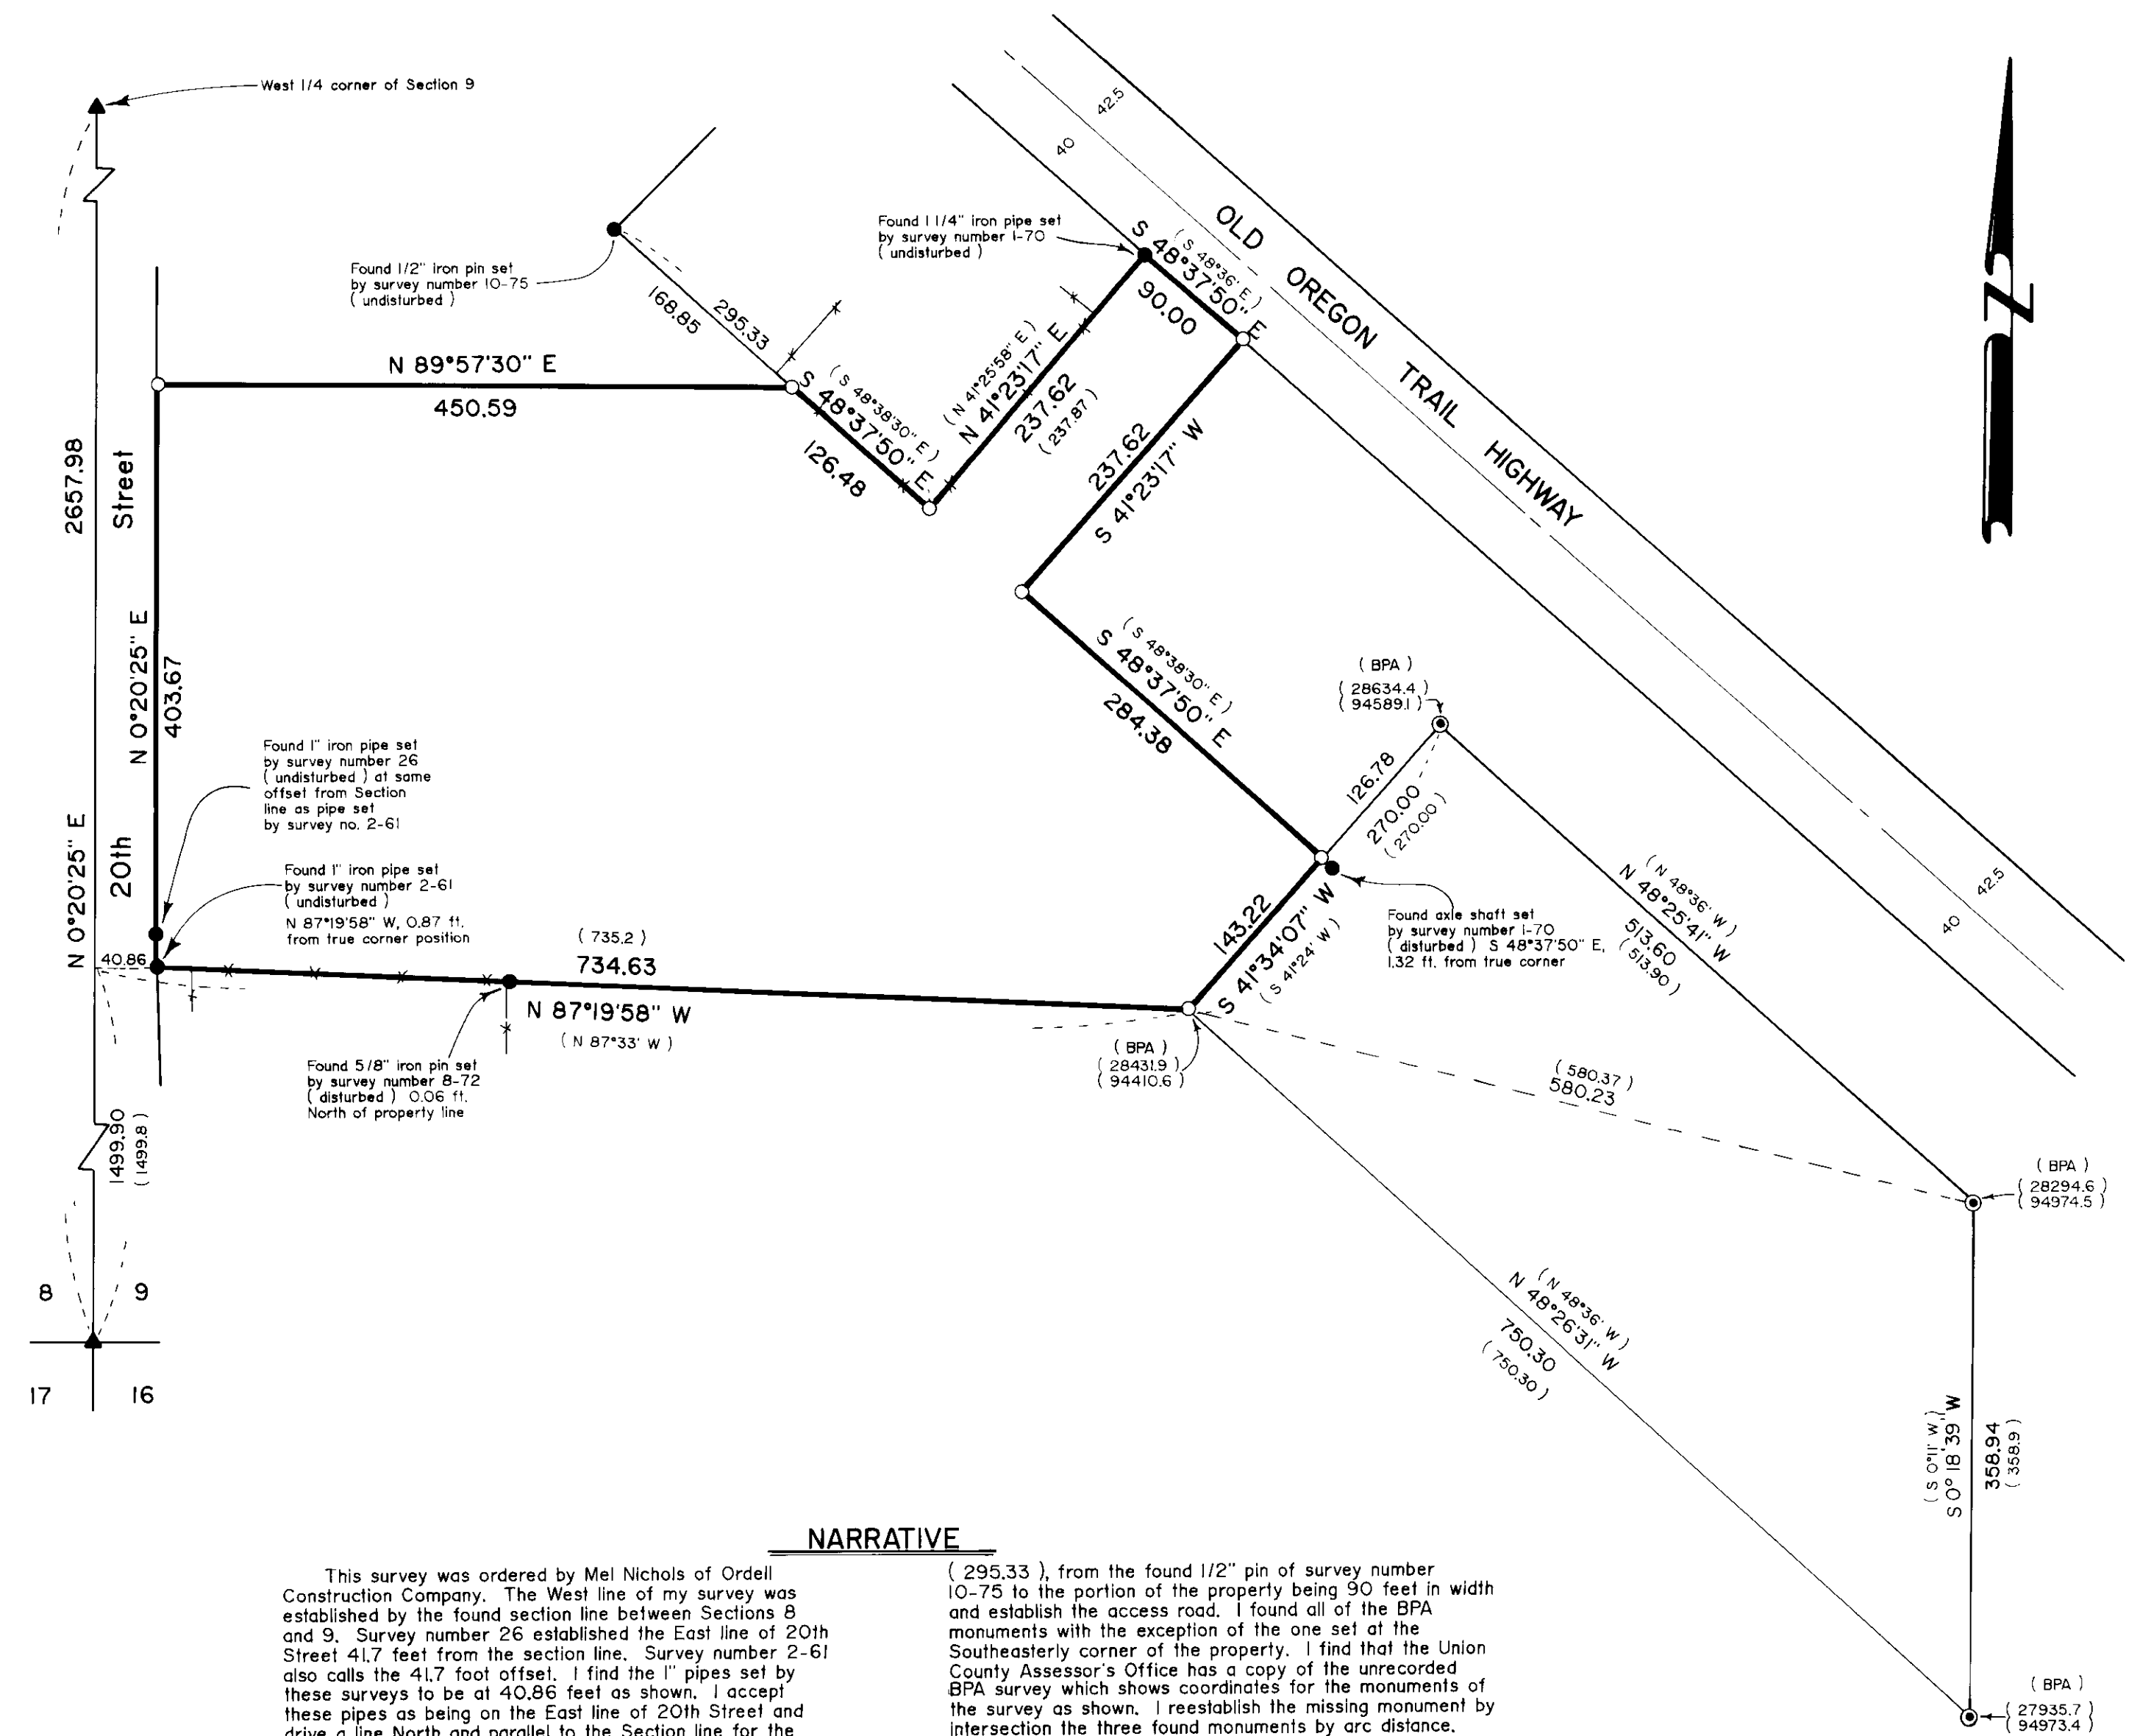 West 1/4 corner of Section 9
Found 1/2" iron pin set
by survey number 10-75
( undisturbed )
Found 1 1/4" iron pipe set
by survey number 1-70
( undisturbed )
42.5
40
OLD OREGON TRAIL HIGHWAY
S 48°37'50" E
( S 48°36' E )
90.00
168.85
295.33
N 89°57'30" E
450.59
S 48°37'50" E
( S 48°38'30" E )
126.48
( N 41°25'58" E )
N 41°23'17" E
237.62
( 237.87 )
237.62
S 41°23'17" W
2657.98
20th Street
N 0°20'25" E
403.67
N 0°20'25" E
( S 48°38'30" E )
S 48°37'50" E
284.38
( BPA )
( 28634.4 )
( 94589.1 )
126.78
270.00
( 270.00 )
Found 1" iron pipe set
by survey number 26
( undisturbed ) at same
offset from Section
line as pipe set
by survey no. 2-61
Found 1" iron pipe set
by survey number 2-61
( undisturbed )
N 87°19'58" W, 0.87 ft.
from true corner position
40.86
( 735.2 )
734.63
N 87°19'58" W
( N 87°33' W )
143.22
S 41°34'07" W
( S 41°24' W )
Found axle shaft set
by survey number 1-70
( disturbed ) S 48°37'50" E,
1.32 ft. from true corner
( N 48°36' W )
N 48°25'41" W
513.60
( 513.90 )
42.5
40
Found 5/8" iron pin set
by survey number 8-72
( disturbed ) 0.06 ft.
North of property line
( BPA )
( 28431.9 )
( 94410.6 )
( 580.37 )
580.23
1499.90
( 1499.8 )
( BPA )
( 28294.6 )
( 94974.5 )
8 9
17 16
( N 48°36' W )
N 48°26'31" W
750.30
( 750.30 )
( S 0°11' W )
S 0°18'39" W
358.94
( 358.9 )
( BPA )
( 27935.7 )
( 94973.4 )
NARRATIVE
This survey was ordered by Mel Nichols of Ordell
Construction Company. The West line of my survey was
established by the found section line between Sections 8
and 9. Survey number 26 established the East line of 20th
Street 41.7 feet from the section line. Survey number 2-61
also calls the 41.7 foot offset. I find the 1" pipes set by
these surveys to be at 40.86 feet as shown. I accept
these pipes as being on the East line of 20th Street and
drive a line North and parallel to the Section line for the
( 295.33 ), from the found 1/2" pin of survey number
10-75 to the portion of the property being 90 feet in width
and establish the access road. I found all of the BPA
monuments with the exception of the one set at the
Southeasterly corner of the property. I find that the Union
County Assessor's Office has a copy of the unrecorded
BPA survey which shows coordinates for the monuments of
the survey as shown. I reestablish the missing monument by
intersection the three found monuments by arc distance.